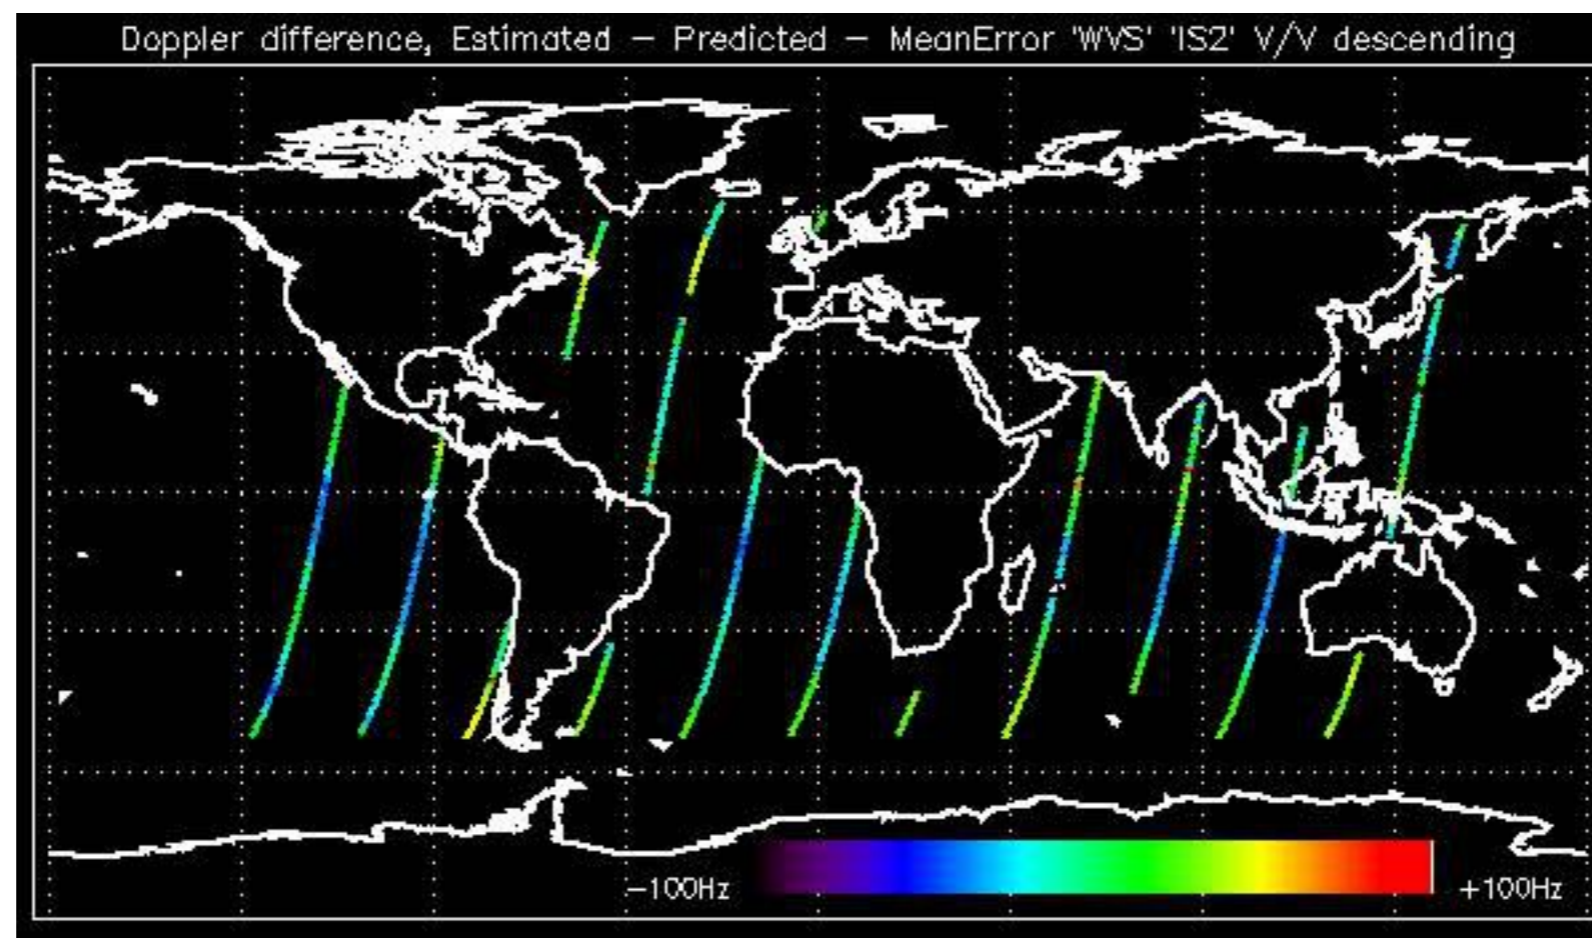 Doppler difference, Estimated − Predicted − MeanError 'WVS' 'IS2' V/V descending
−100Hz +100Hz